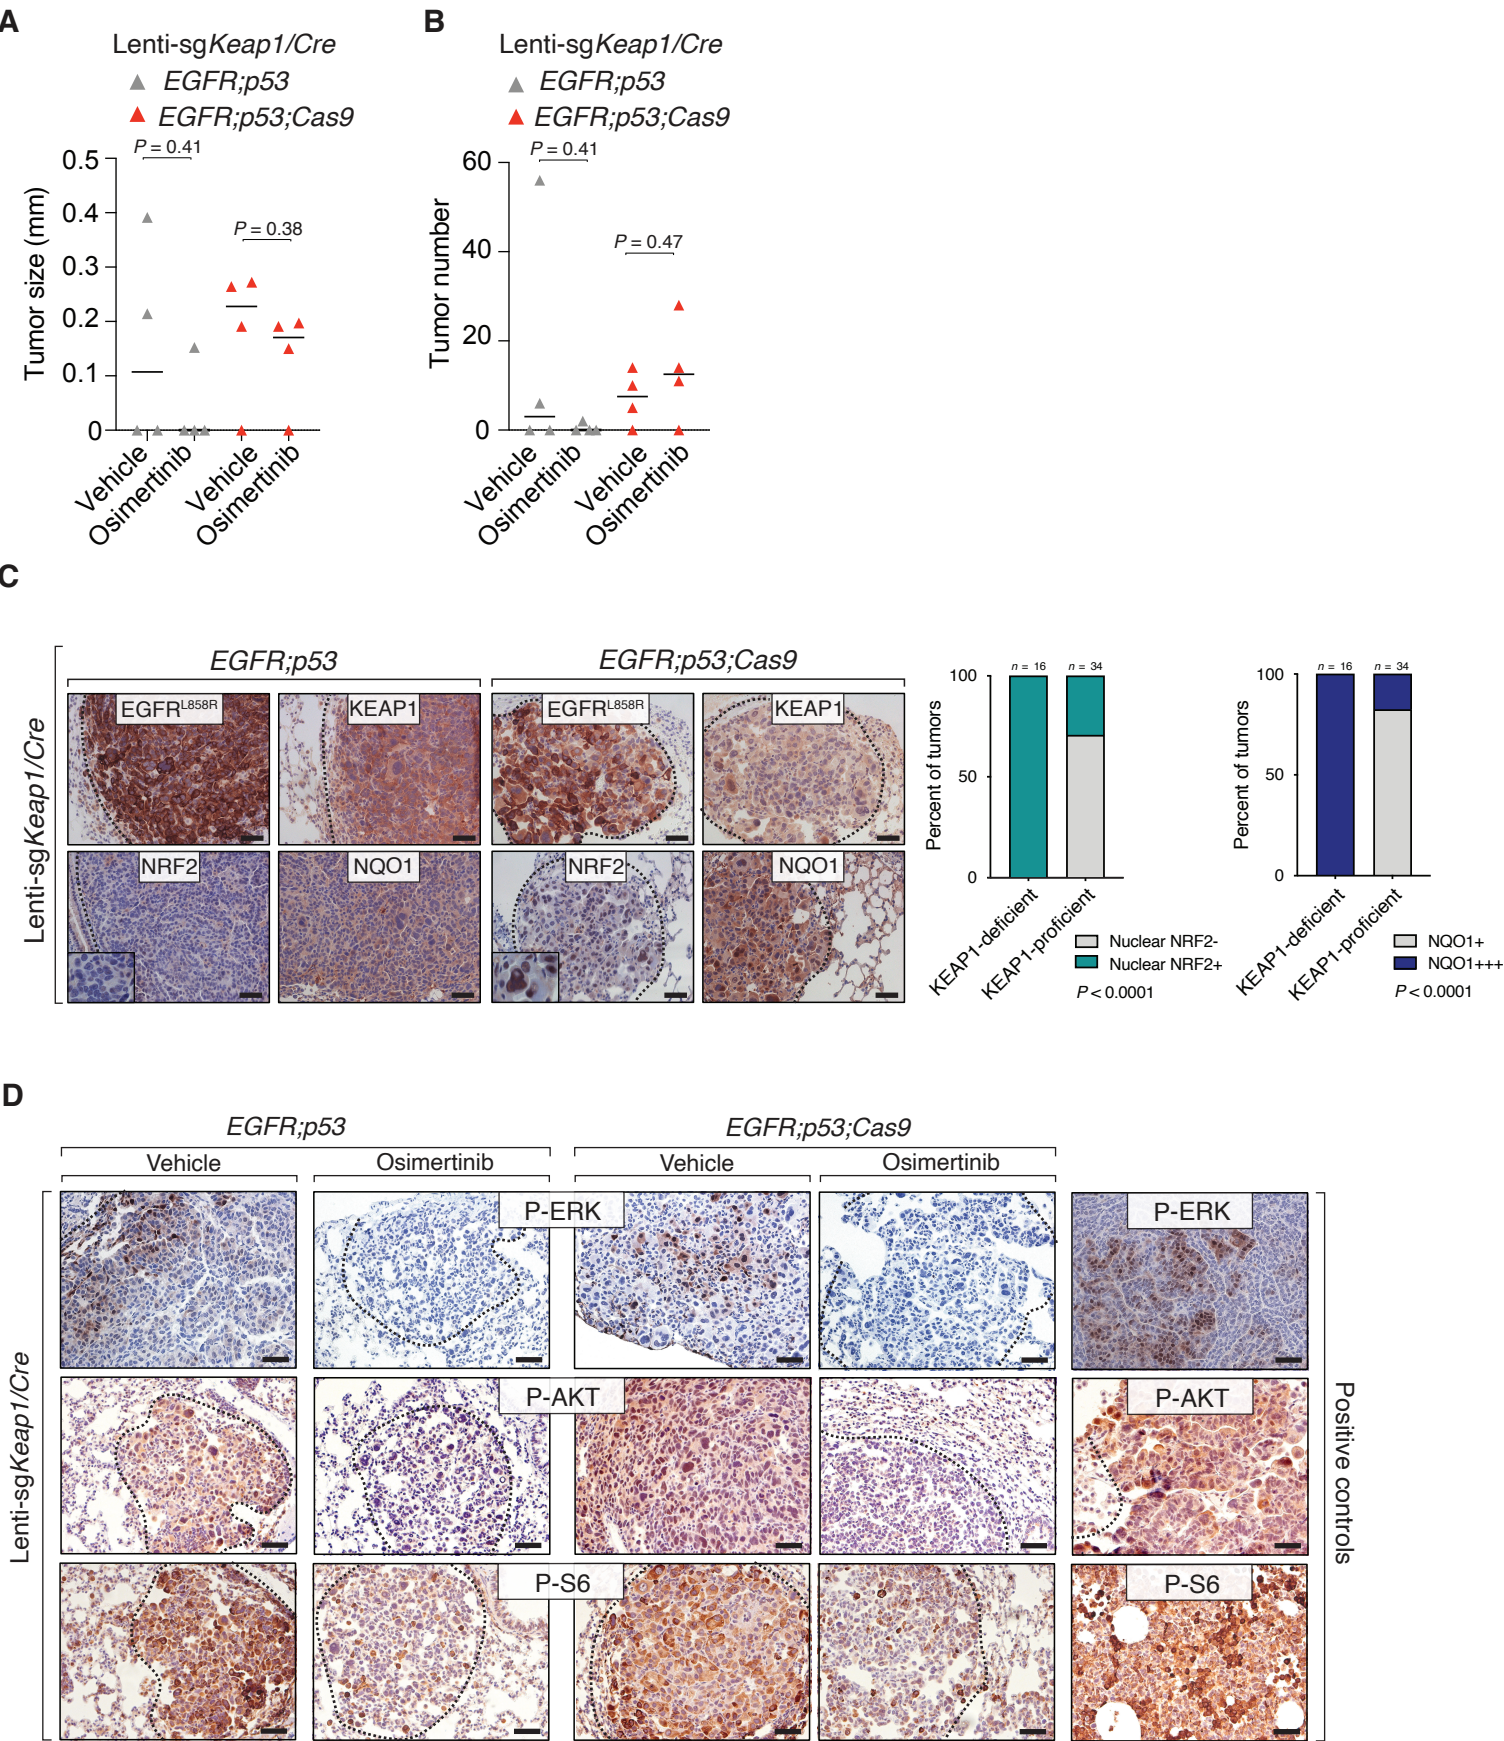 A
Lenti-sgKeap1/Cre
EGFR;p53
EGFR;p53;Cas9
P = 0.41
P = 0.38
Tumor size (mm)
0.5
0.4
0.3
0.2
0.1
0
Vehicle
Osimertinib
Vehicle
Osimertinib
B
Lenti-sgKeap1/Cre
EGFR;p53
EGFR;p53;Cas9
P = 0.41
P = 0.47
Tumor number
60
40
20
0
Vehicle
Osimertinib
Vehicle
Osimertinib
C
Lenti-sgKeap1/Cre
EGFR;p53
EGFR;p53;Cas9
EGFRL858R
KEAP1
EGFRL858R
KEAP1
NRF2
NQO1
NRF2
NQO1
Percent of tumors
100
50
0
n = 16
n = 34
KEAP1-deficient
KEAP1-proficient
Nuclear NRF2-
Nuclear NRF2+
P < 0.0001
Percent of tumors
100
50
0
n = 16
n = 34
KEAP1-deficient
KEAP1-proficient
NQO1+
NQO1+++
P < 0.0001
D
EGFR;p53
EGFR;p53;Cas9
Vehicle
Osimertinib
Vehicle
Osimertinib
Lenti-sgKeap1/Cre
P-ERK
P-ERK
P-AKT
P-AKT
P-S6
P-S6
Positive controls